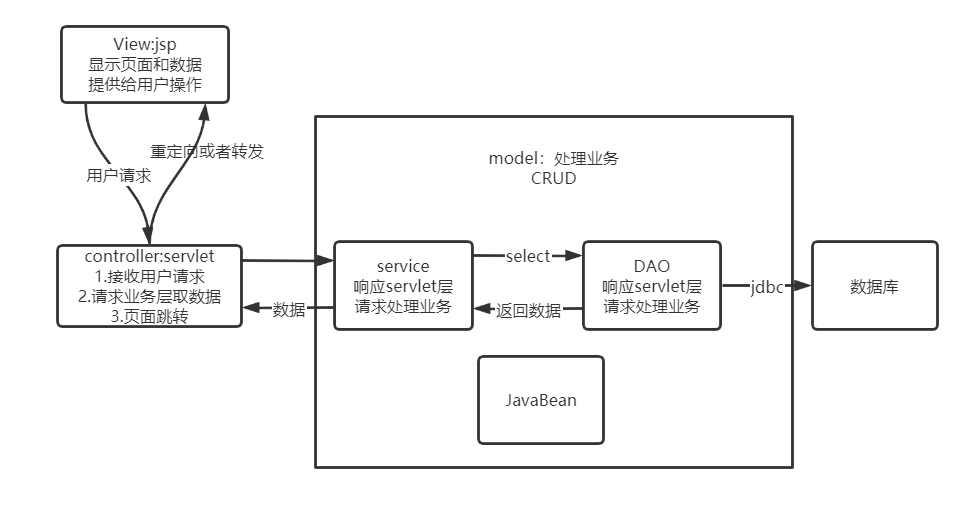 View:jsp
显示页面和数据
提供给用户操作
重定向或者转发
用户请求
model：处理业务
CRUD
controller:servlet
1.接收用户请求
2.请求业务层取数据
3.页面跳转
数据
service
响应servlet层
请求处理业务
select
返回数据
DAO
响应servlet层
请求处理业务
jdbc
数据库
JavaBean